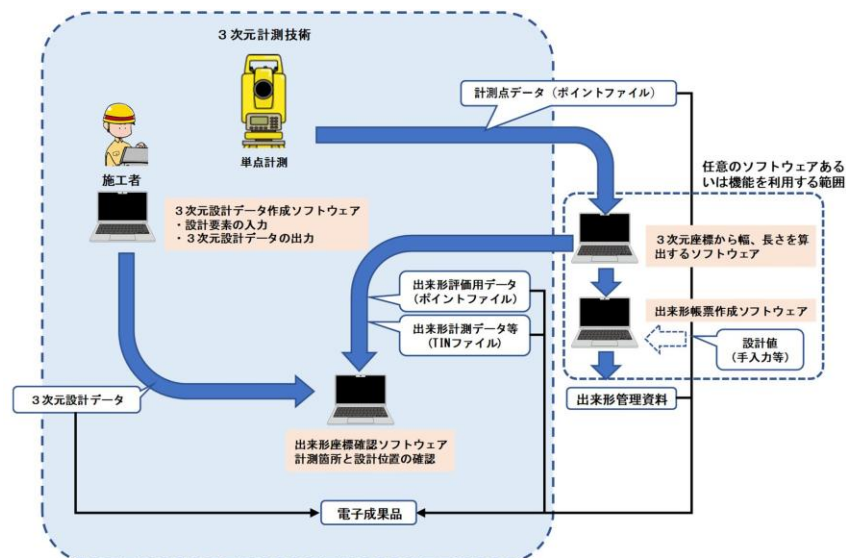 3次元計測技術
単点計測
施工者
3次元設計データ作成ソフトウェア
・設計要素の入力
・3次元設計データの出力
計測点データ（ポイントファイル）
任意のソフトウェアある
いは機能を利用する範囲
3次元座標から幅、長さを算
出するソフトウェア
出来形評価用データ
（ポイントファイル）
出来形計測データ等
（TINファイル）
出来形帳票作成ソフトウェア
設計値
（手入力等）
3次元設計データ
出来形管理資料
出来形座標確認ソフトウェア
計測箇所と設計位置の確認
電子成果品